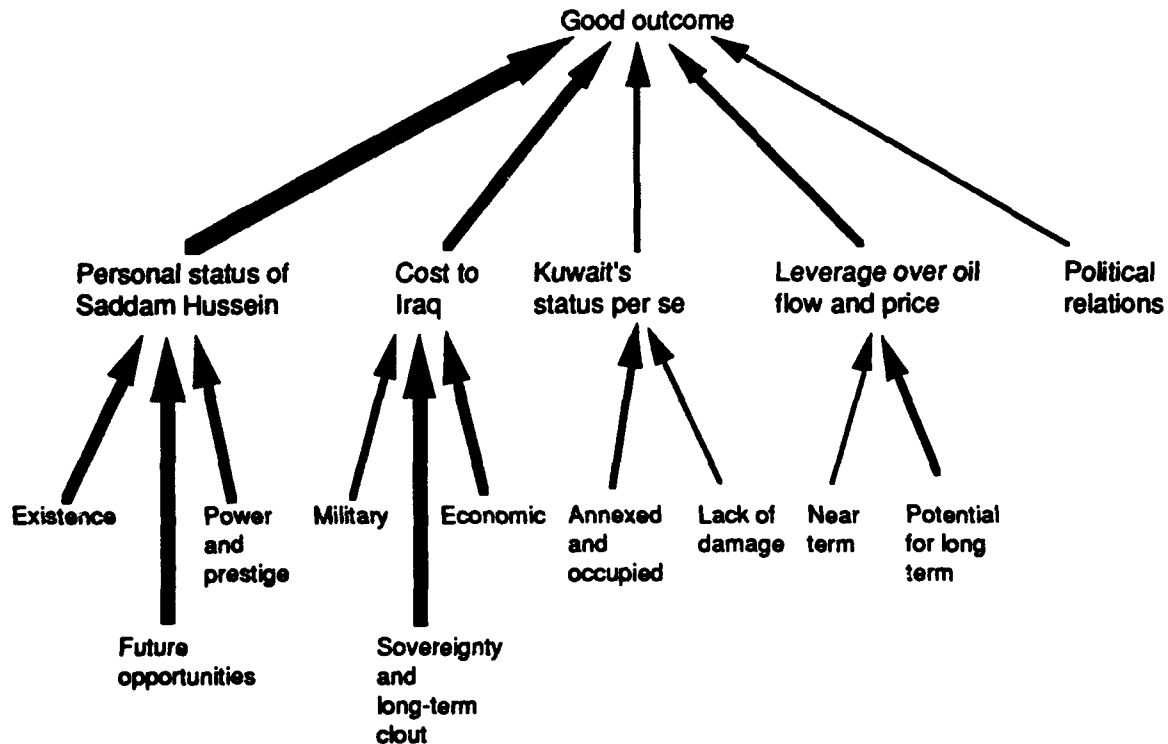 Good outcome
Personal status of
Saddam Hussein
Cost to
Iraq
Kuwait's
status per se
Leverage over oil
flow and price
Political
relations
Existence
Power
and
prestige
Military
Economic
Annexed
and
occupied
Lack of
damage
Near
term
Potential
for long
term
Future
opportunities
Sovereignty
and
long-term
clout